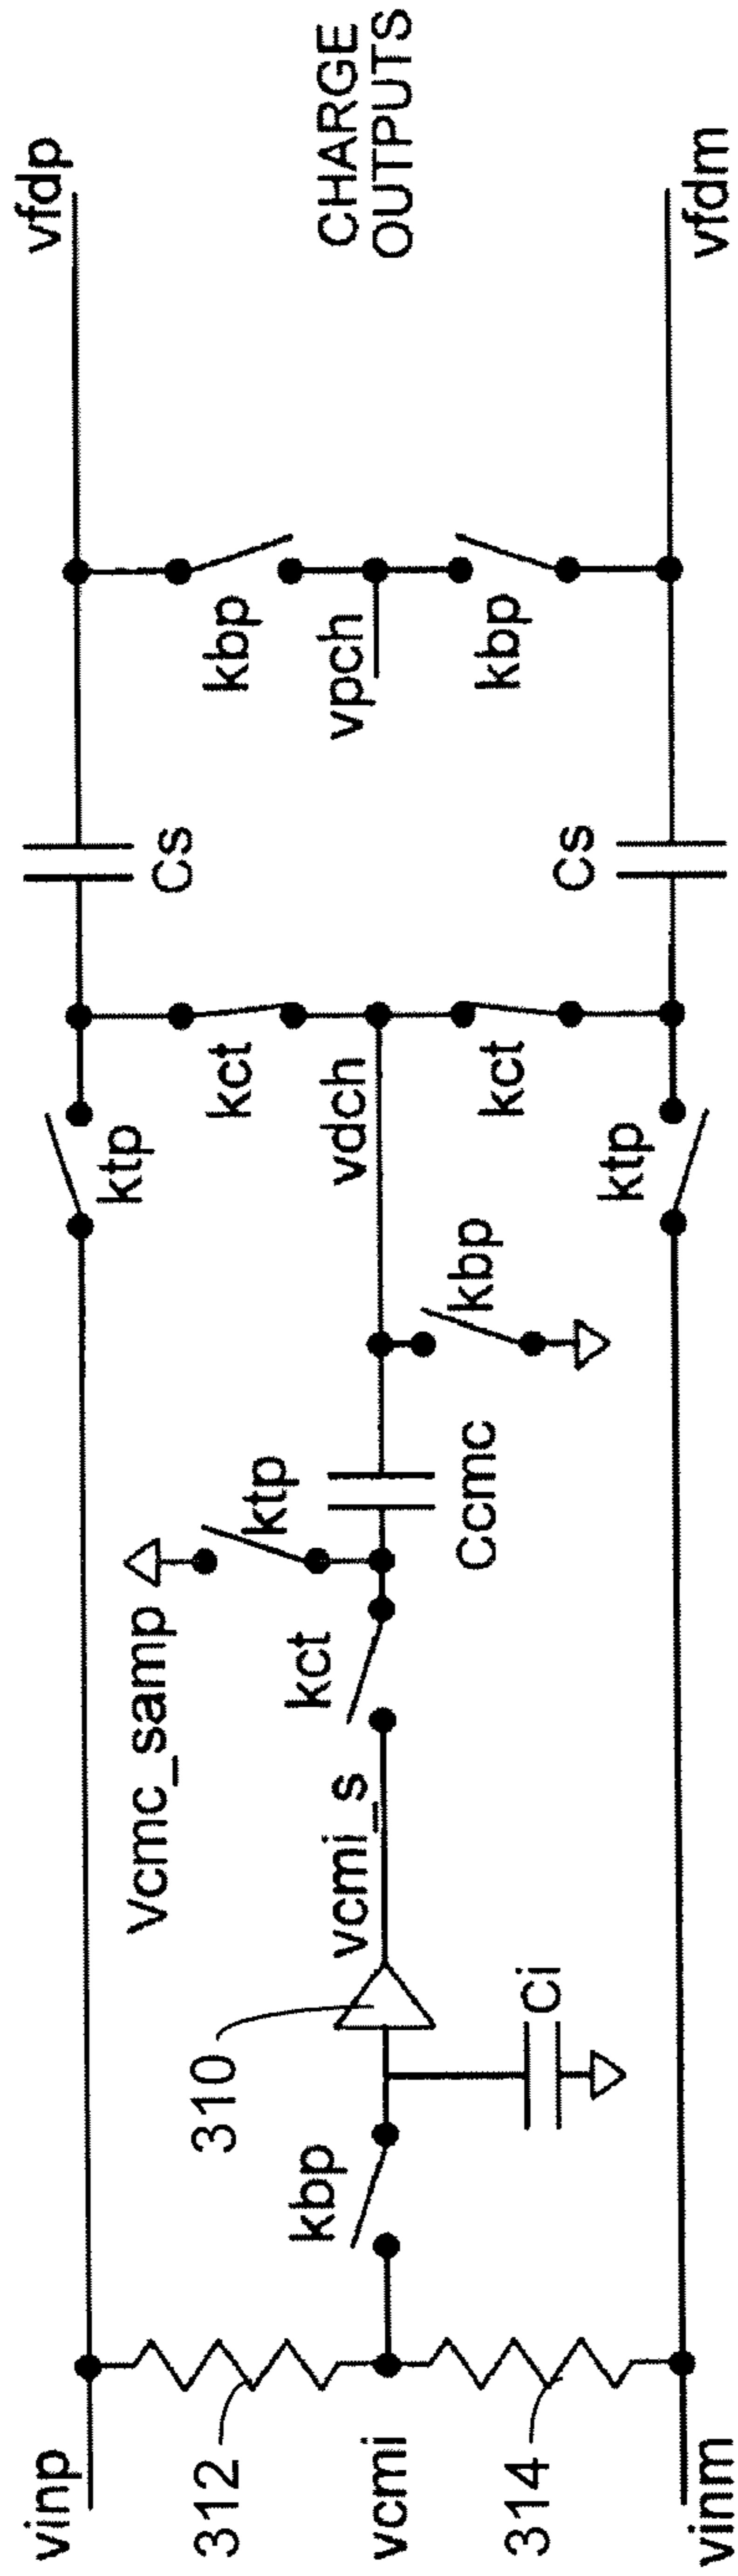 vinp
vfdp
312
kbp
310
Vcmc_samp
ktp
ktp
kct
Cs
kbp
CHARGE
OUTPUTS
vcmi
vcmi_s
kct
vdch
vpch
Ci
Ccmc
kbp
314
ktp
kct
Cs
kbp
vinm
vfdm